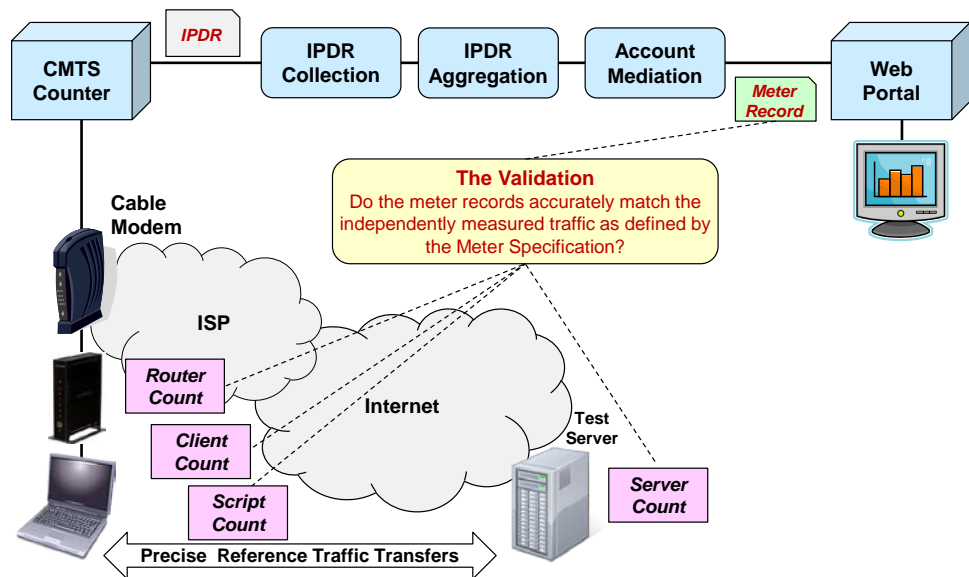 IPDR
CMTS
Counter
IPDR
Collection
IPDR
Aggregation
Account
Mediation
Web
Portal
Meter
Record
The Validation
Do the meter records accurately match the
independently measured traffic as defined by
the Meter Specification?
Cable
Modem
ISP
Router
Count
Internet
Test
Server
Client
Count
Script
Count
Server
Count
Precise Reference Traffic Transfers